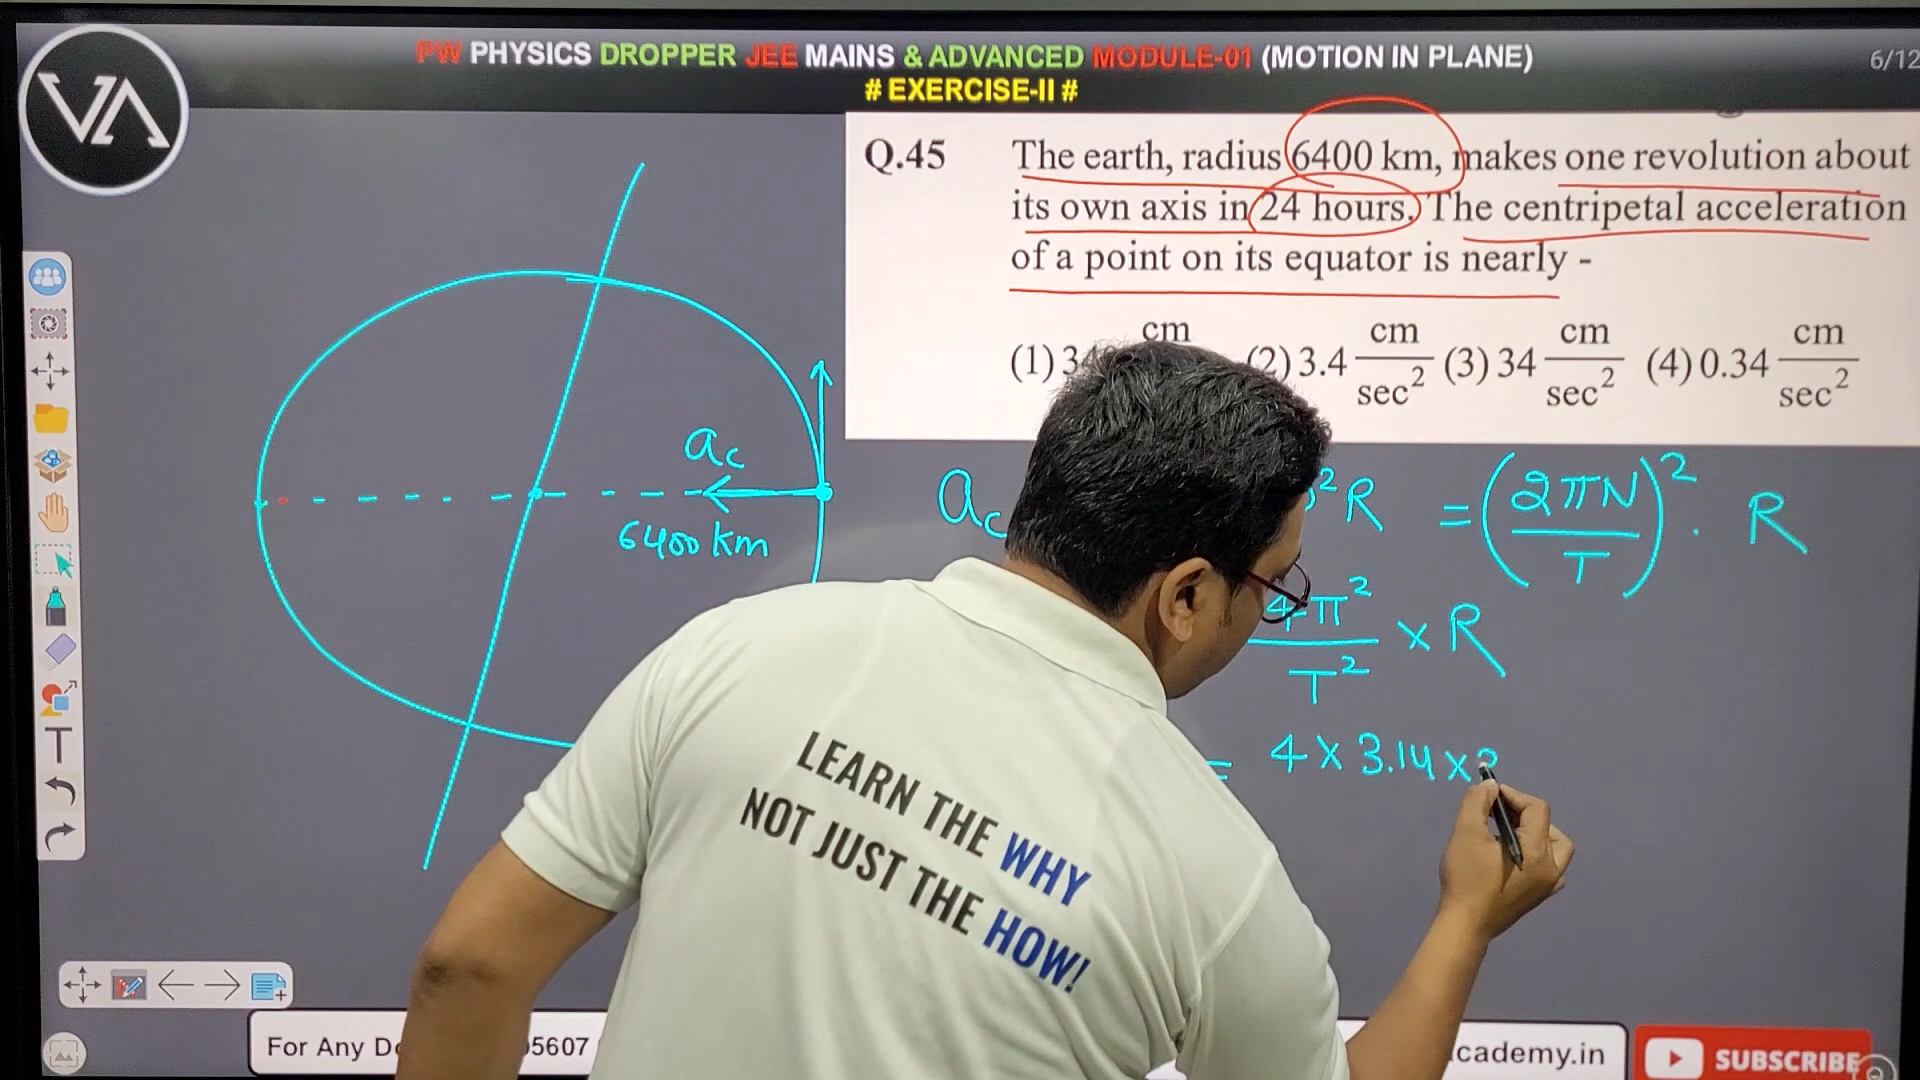 VA
PW PHYSICS DROPPER JEE MAINS & ADVANCED MODULE-01 (MOTION IN PLANE)
6/12
# EXERCISE-II #
Q.45 The earth, radius 6400 km, makes one revolution about
its own axis in 24 hours. The centripetal acceleration
of a point on its equator is nearly -
(1) cm (2) 3.4 cm/sec² (3) 34 cm/sec² (4) 0.34 cm/sec²
ac
6400 km
ac ²R = (2πN/T)² · R
4π²/T² × R
= 4 × 3.14 ×
T
LEARN THE WHY
NOT JUST THE HOW!
For Any 5607 cademy.in
SUBSCRIBE